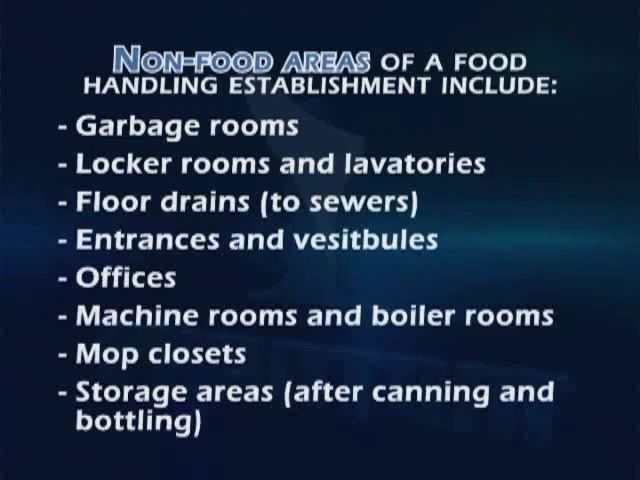 NON-FOOD AREAS OF A FOOD
HANDLING ESTABLISHMENT INCLUDE:
- Garbage rooms
- Locker rooms and lavatories
- Floor drains (to sewers)
- Entrances and vesitbules
- Offices
- Machine rooms and boiler rooms
- Mop closets
- Storage areas (after canning and
bottling)